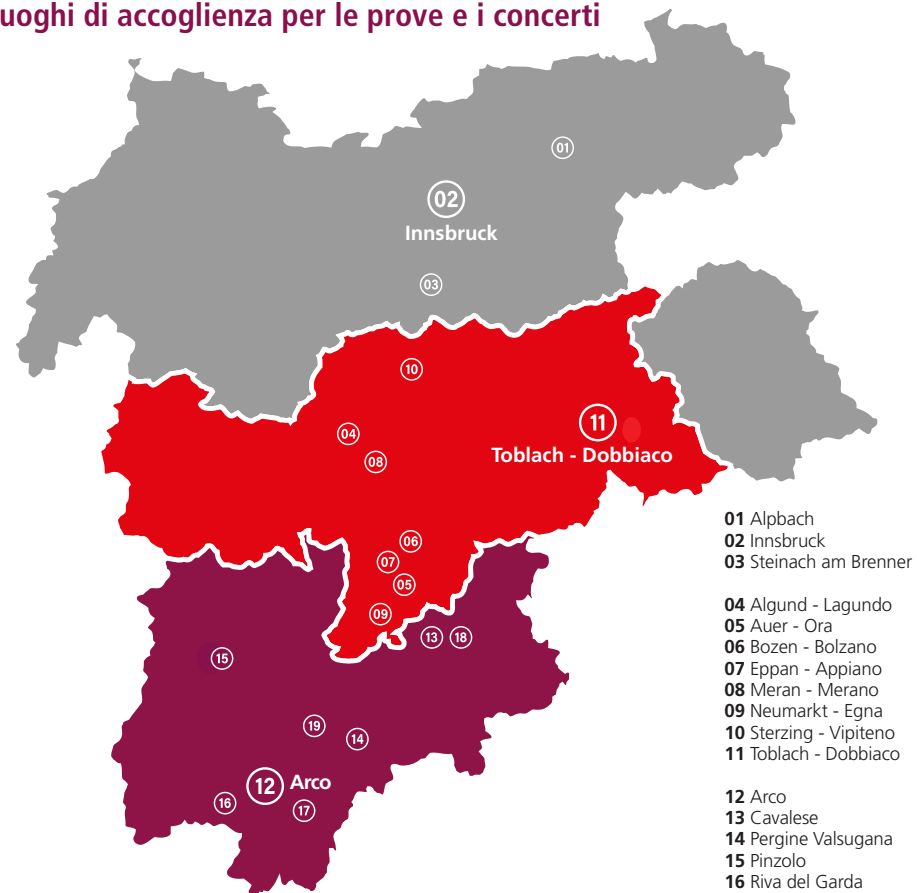 uoghi di accoglienza per le prove e i concerti
01
02
Innsbruck
03
10
11
04
Toblach - Dobbiaco
08
06
07
05
09
13 18
15
19
14
12 Arco
16
17
01 Alpbach
02 Innsbruck
03 Steinach am Brenner
04 Algund - Lagundo
05 Auer - Ora
06 Bozen - Bolzano
07 Eppan - Appiano
08 Meran - Merano
09 Neumarkt - Egna
10 Sterzing - Vipiteno
11 Toblach - Dobbiaco
12 Arco
13 Cavalese
14 Pergine Valsugana
15 Pinzolo
16 Riva del Garda